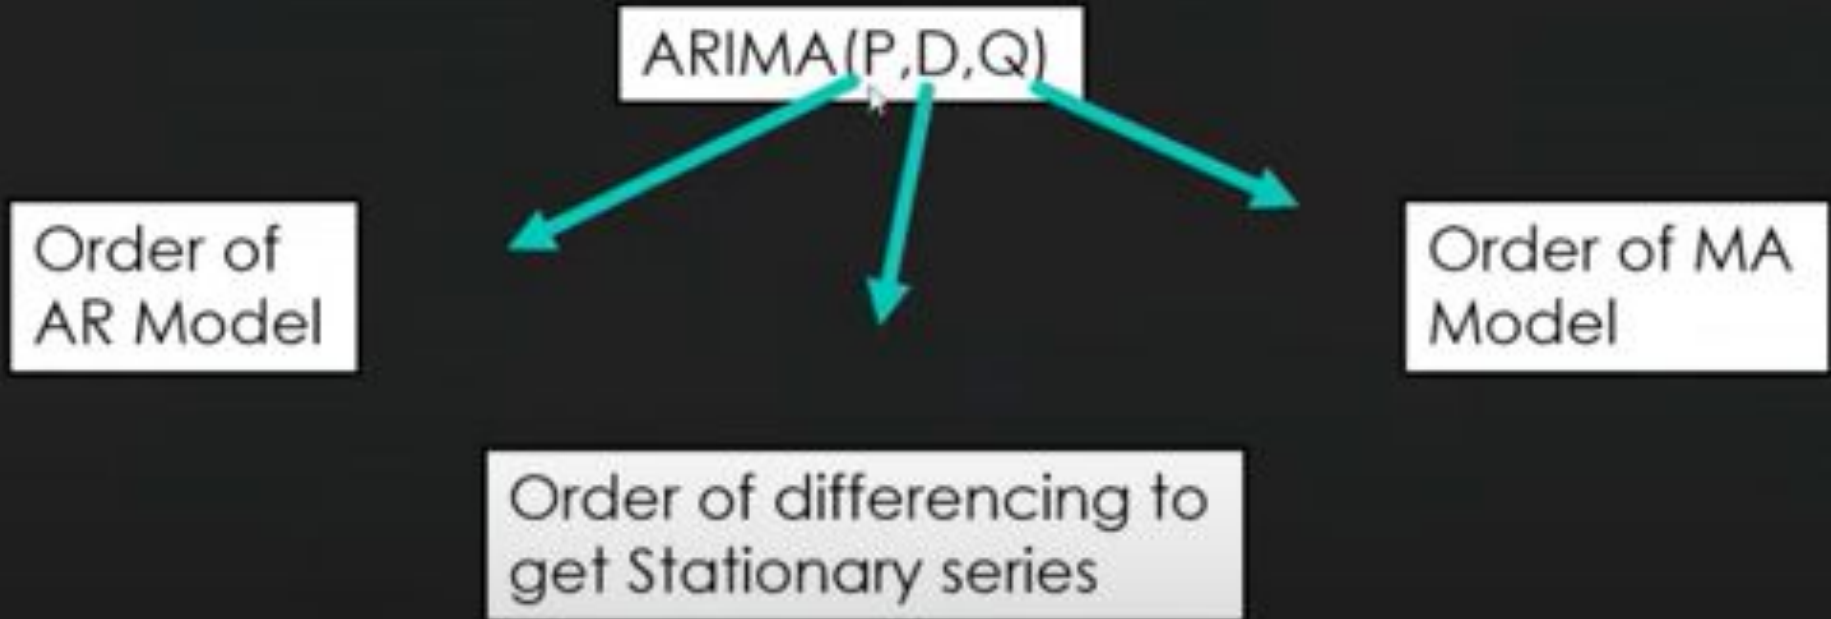 ARIMA(P,D,Q)
Order of
AR Model
Order of MA
Model
Order of differencing to
get Stationary series